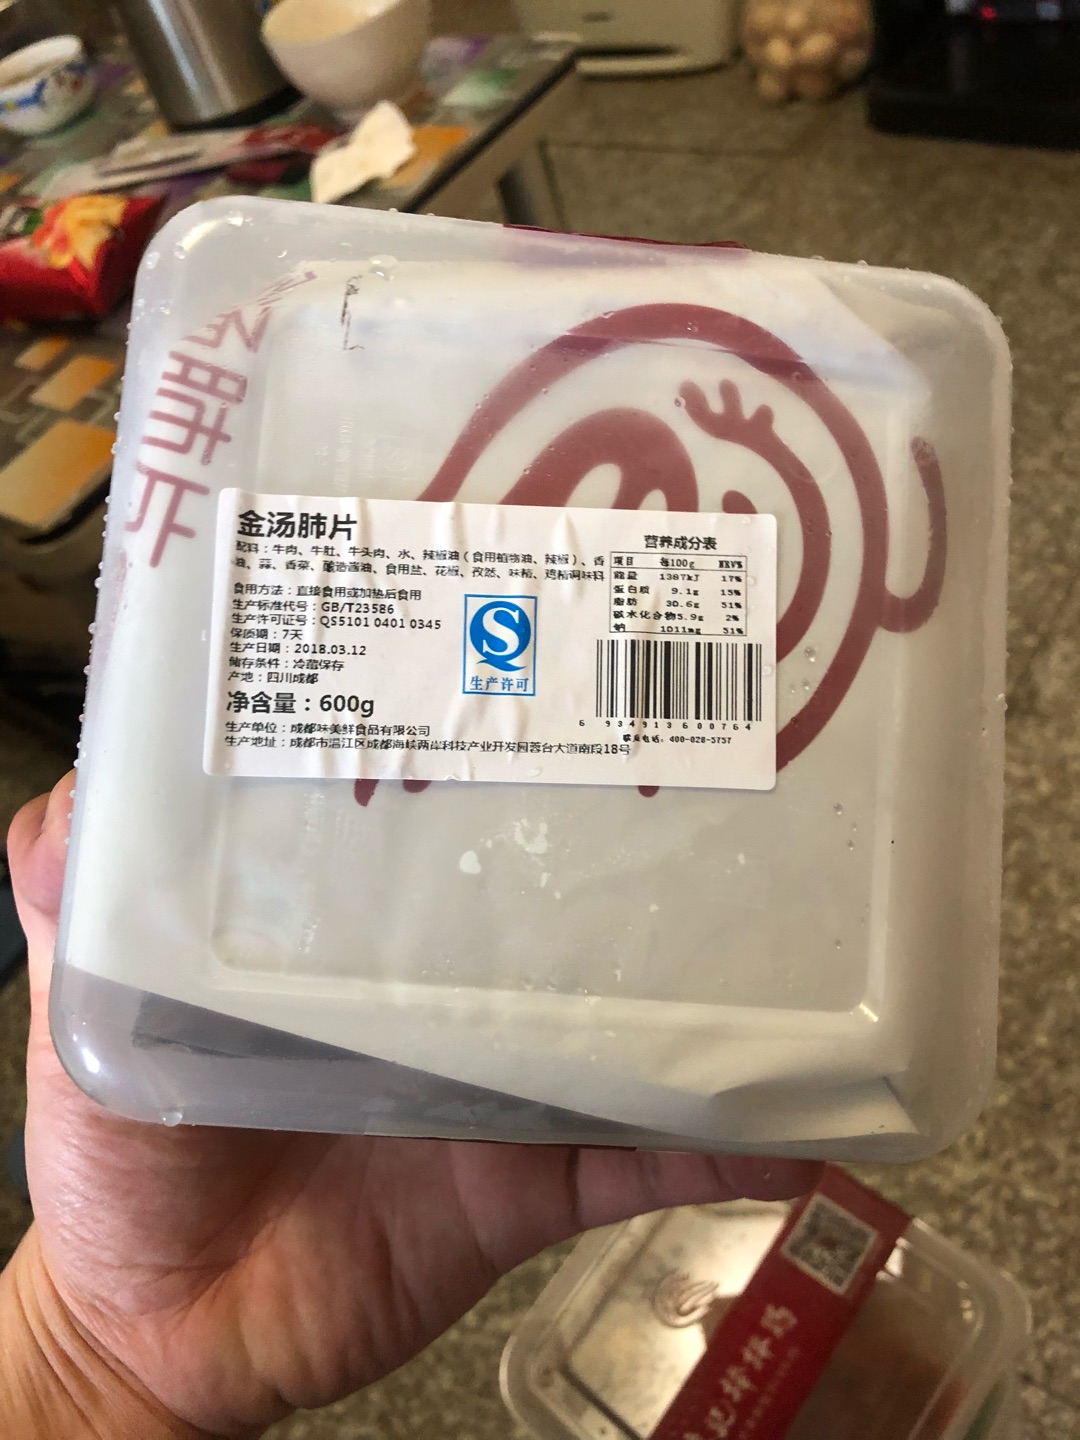 金汤肺片
配料：牛肉、牛肚、牛头肉、水、辣椒油（食用植物油、辣椒）、香
油、蒜、香菜、酿造酱油、食用盐、花椒、孜然、味精、鸡精调味料
食用方法：直接食用或加热后食用
生产标准代号：GB/T23586
生产许可证号：QS5101 0401 0345
保质期：7天
生产日期：2018.03.12
储存条件：冷藏保存
产地：四川成都
净含量：600g
生产单位：成都味美鲜食品有限公司
生产地址：成都市温江区成都海峡两岸科技产业开发园蓉台大道南段18号
S
生产许可
营养成分表
项目 每100g NRV%
能量 1387kJ 17%
蛋白质 9.1g 15%
脂肪 30.6g 51%
碳水化合物5.9g 2%
钠 1011mg 51%
6 934913600764
联系电话：400-028-5757